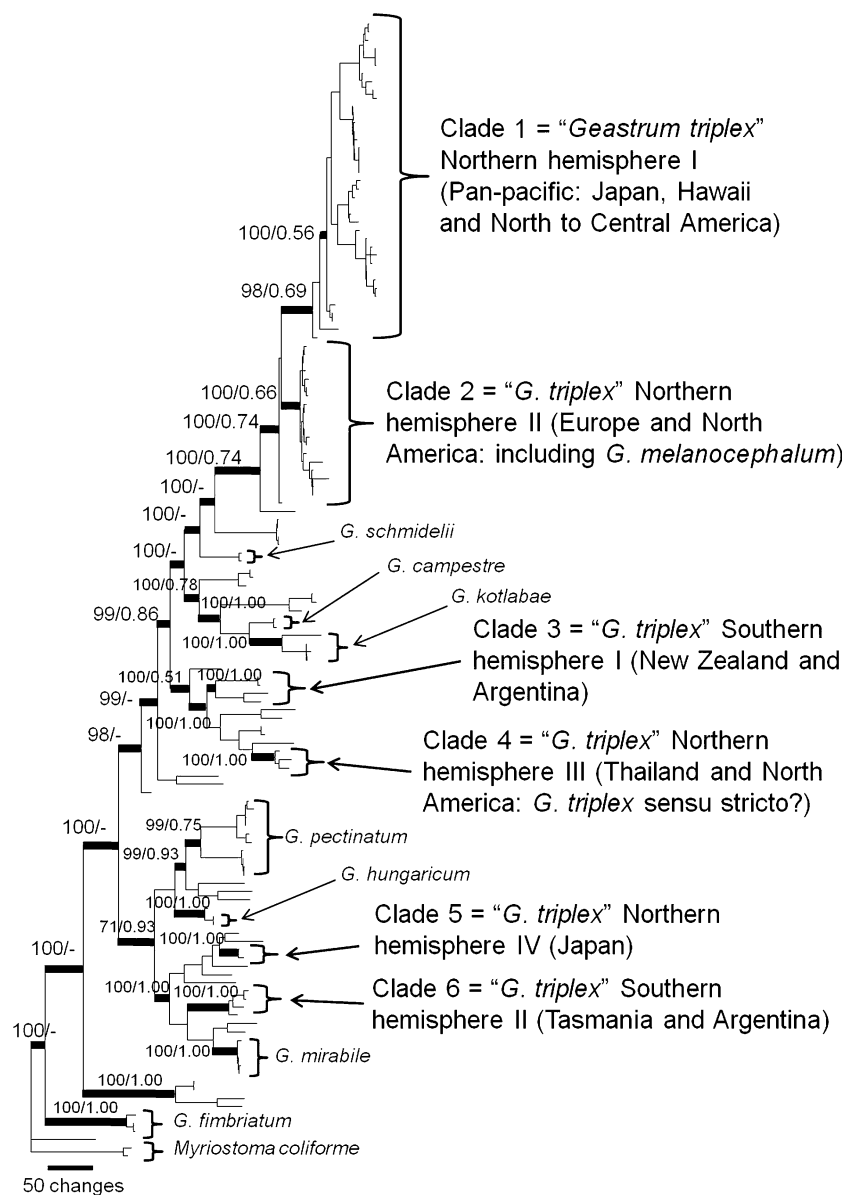 Clade 1 = “Geastrum triplex”
Northern hemisphere I
(Pan-pacific: Japan, Hawaii
and North to Central America)
100/0.56
98/0.69
100/0.66
Clade 2 = “G. triplex” Northern
hemisphere II (Europe and North
America: including G. melanocephalum)
100/0.74
100/0.74
100/-
100/-
G. schmidelii
100/-
G. campestre
100/0.78
G. kotlabae
100/1.00
99/0.86
Clade 3 = “G. triplex” Southern
hemisphere I (New Zealand and
Argentina)
100/1.00
100/0.51
100/1.00
99/-
100/1.00
98/-
Clade 4 = “G. triplex” Northern
hemisphere III (Thailand and North
America: G. triplex sensu stricto?)
100/1.00
100/-
99/0.75
G. pectinatum
99/0.93
G. hungaricum
100/1.00
Clade 5 = “G. triplex” Northern
hemisphere IV (Japan)
71/0.93
100/1.00
100/-
100/1.00
100/1.00
Clade 6 = “G. triplex” Southern
hemisphere II (Tasmania and Argentina)
100/-
100/1.00
G. mirabile
100/1.00
100/1.00
G. fimbriatum
Myriostoma coliforme
50 changes